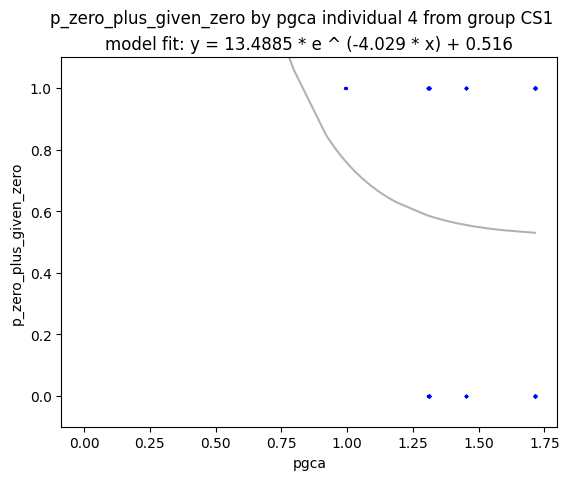 p_zero_plus_given_zero by pgca individual 4 from group CS1
model fit: y = 13.4885 * e ^ (-4.029 * x) + 0.516
1.0
0.8
0.6
0.4
0.2
0.0
p_zero_plus_given_zero
0.00 0.25 0.50 0.75 1.00 1.25 1.50 1.75
pgca